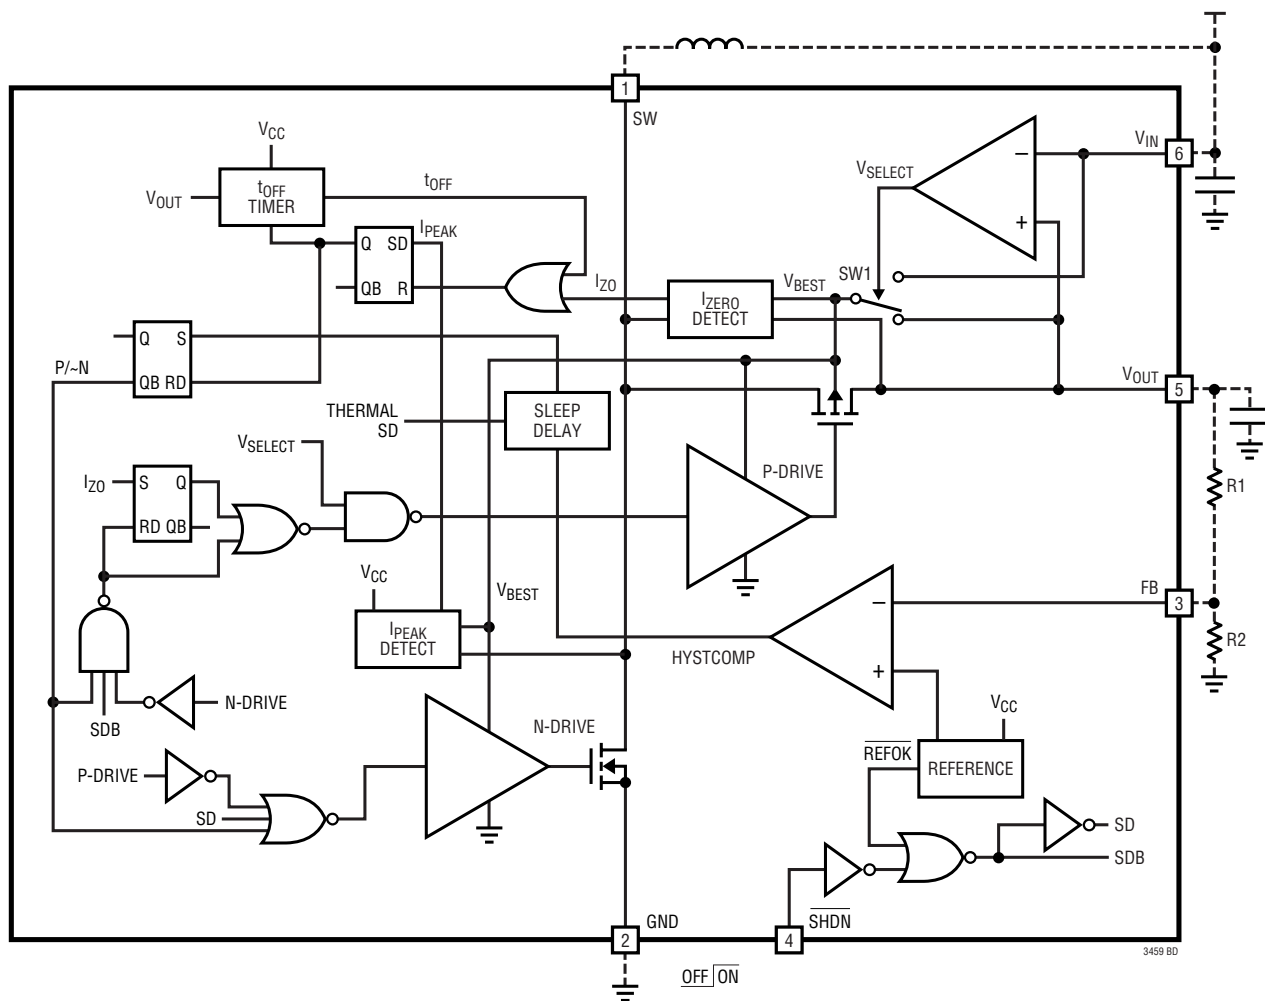 1
SW
VCC
VIN
6
VSELECT
tOFF
TIMER
tOFF
VOUT
−
+
IPEAK
Q SD
QB R
IZO
IZERO
DETECT
VBEST
SW1
Q S
QB RD
P/~N
VOUT
5
THERMAL
SD
SLEEP
DELAY
VSELECT
P-DRIVE
IZO
S Q
RD QB
R1
VCC
VBEST
FB
3
−
IPEAK
DETECT
HYSTCOMP
+
R2
N-DRIVE
SDB
N-DRIVE
VCC
REFOK
REFERENCE
P-DRIVE
SD
SD
SDB
GND
2
SHDN
4
3459 BD
OFF ON